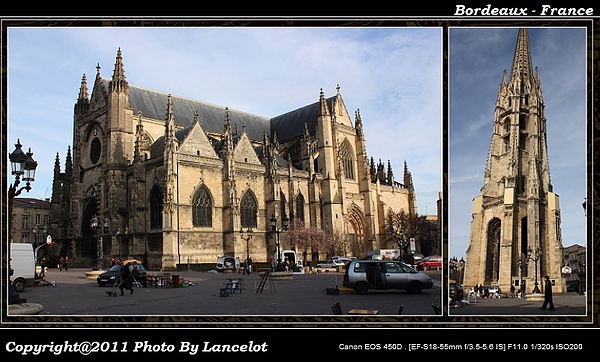 Bordeaux - France
Copyright@2011 Photo By Lancelot
Canon EOS 450D . [EF-S18-55mm f/3.5-5.6 IS] F11.0 1/320s ISO200